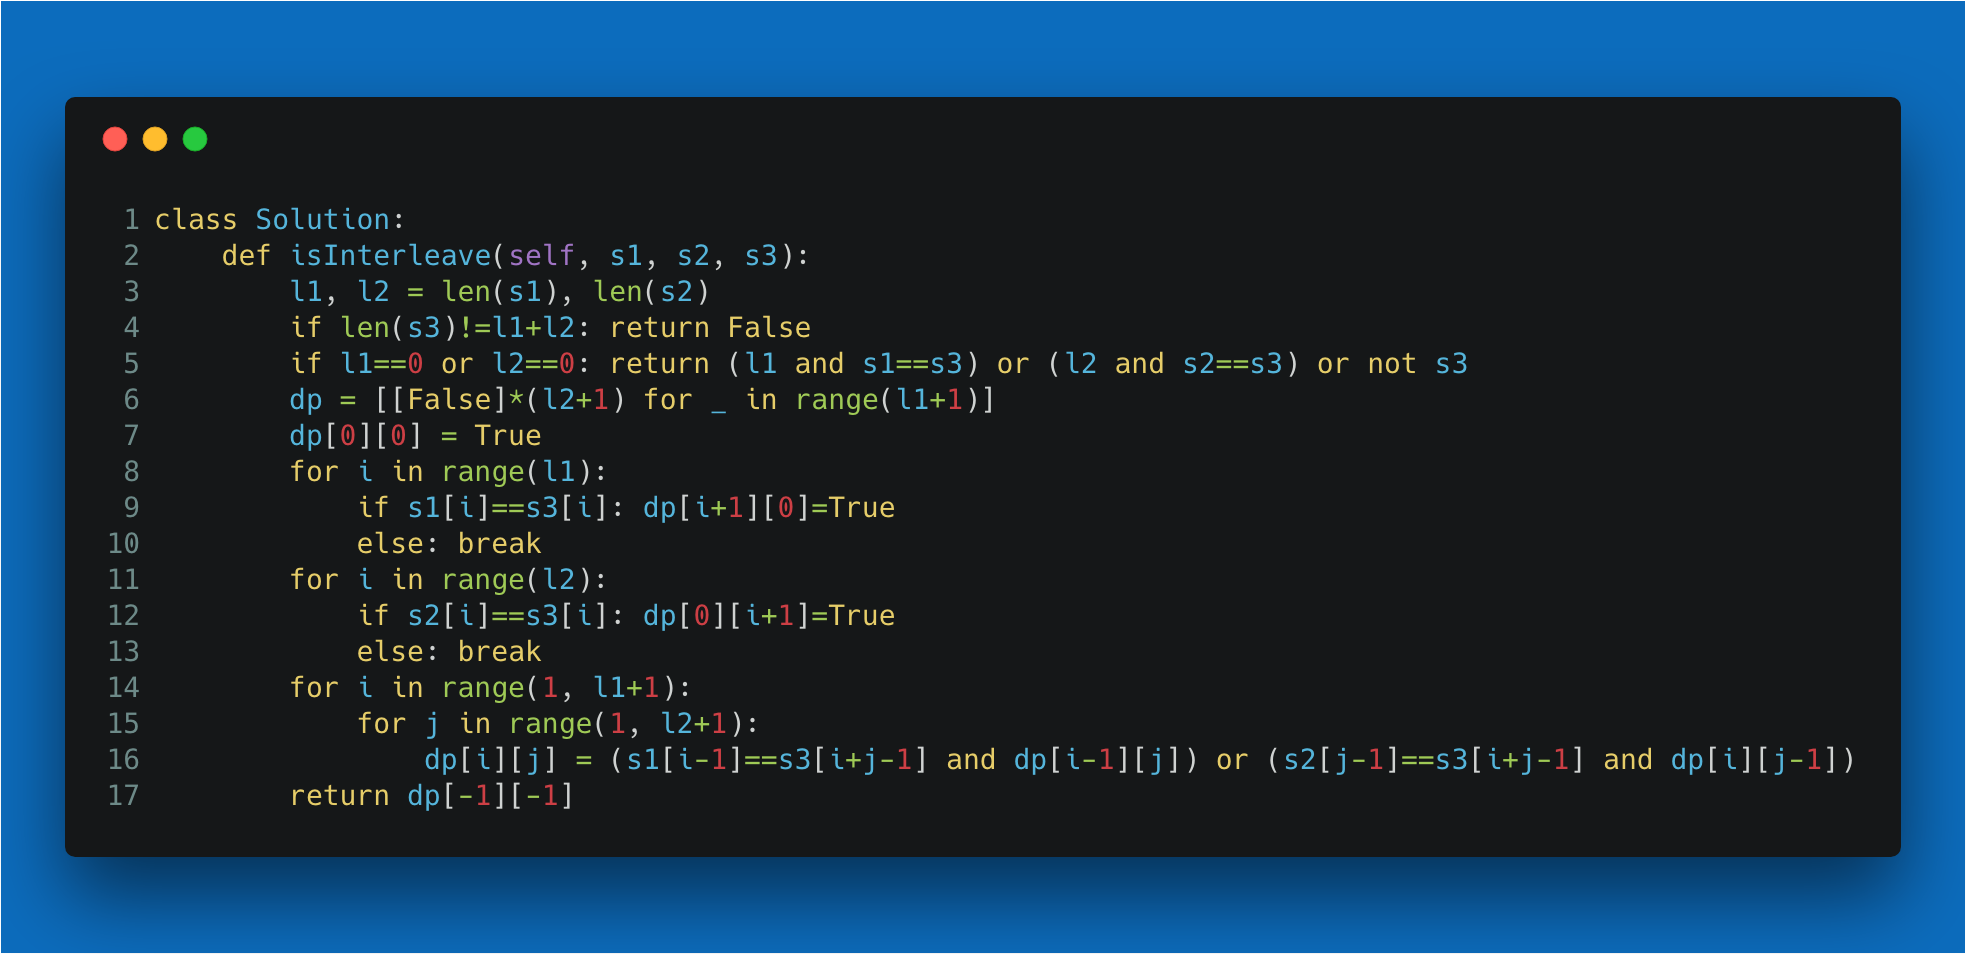 1 class Solution:
2     def isInterleave(self, s1, s2, s3):
3         l1, l2 = len(s1), len(s2)
4         if len(s3)!=l1+l2: return False
5         if l1==0 or l2==0: return (l1 and s1==s3) or (l2 and s2==s3) or not s3
6         dp = [[False]*(l2+1) for _ in range(l1+1)]
7         dp[0][0] = True
8         for i in range(l1):
9             if s1[i]==s3[i]: dp[i+1][0]=True
10             else: break
11         for i in range(l2):
12             if s2[i]==s3[i]: dp[0][i+1]=True
13             else: break
14         for i in range(1, l1+1):
15             for j in range(1, l2+1):
16                 dp[i][j] = (s1[i-1]==s3[i+j-1] and dp[i-1][j]) or (s2[j-1]==s3[i+j-1] and dp[i][j-1])
17         return dp[-1][-1]